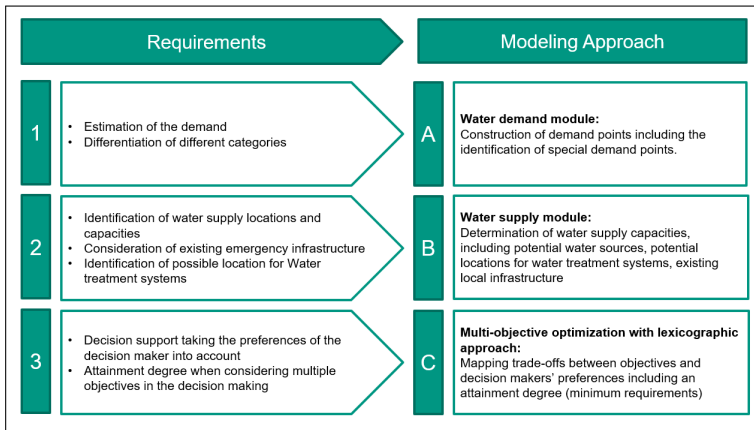 Requirements
Modeling Approach
1
• Estimation of the demand
• Differentiation of different categories
A
Water demand module:
Construction of demand points including the
identification of special demand points.
2
• Identification of water supply locations and
capacities
• Consideration of existing emergency infrastructure
• Identification of possible location for Water
treatment systems
B
Water supply module:
Determination of water supply capacities,
including potential water sources, potential
locations for water treatment systems, existing
local infrastructure
3
• Decision support taking the preferences of the
decision maker into account
• Attainment degree when considering multiple
objectives in the decision making
C
Multi-objective optimization with lexicographic
approach:
Mapping trade-offs between objectives and
decision makers’ preferences including an
attainment degree (minimum requirements)